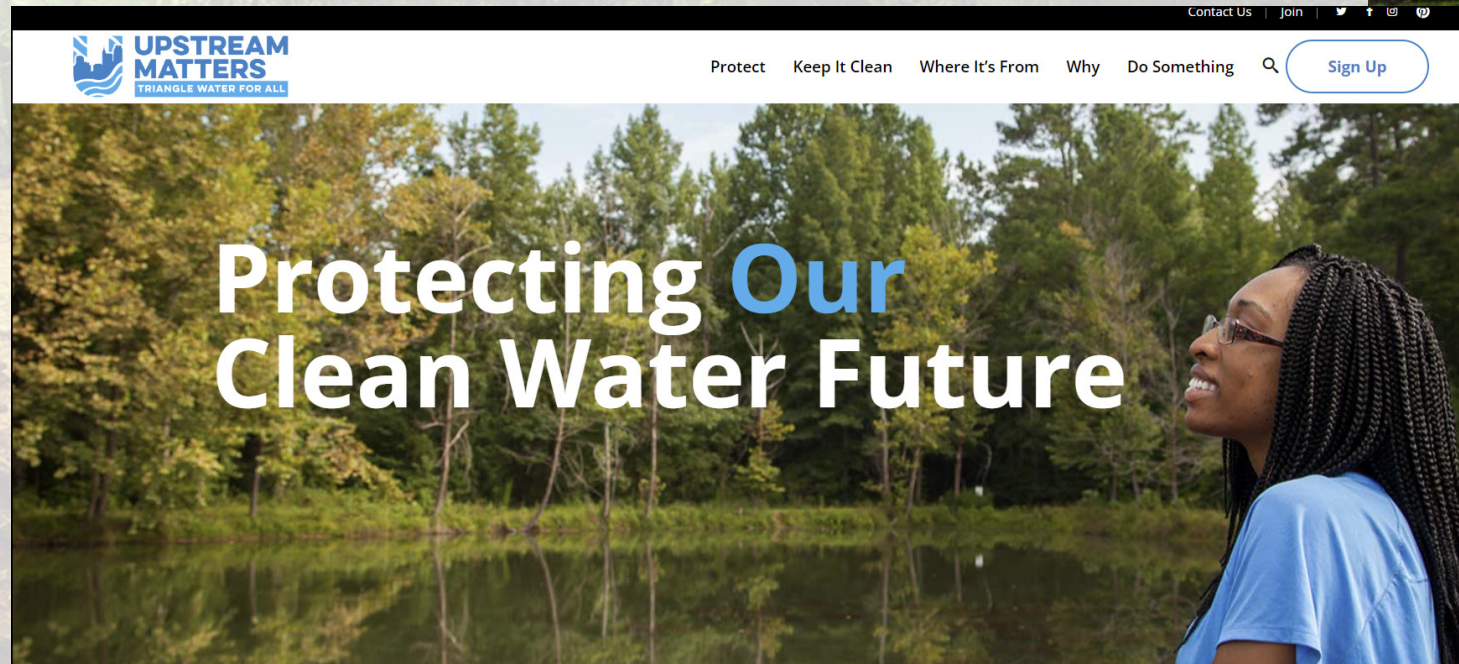 Contact Us | Join |
UPSTREAM
MATTERS
TRIANGLE WATER FOR ALL
Protect Keep It Clean Where It's From Why Do Something Sign Up
Protecting Our
Clean Water Future